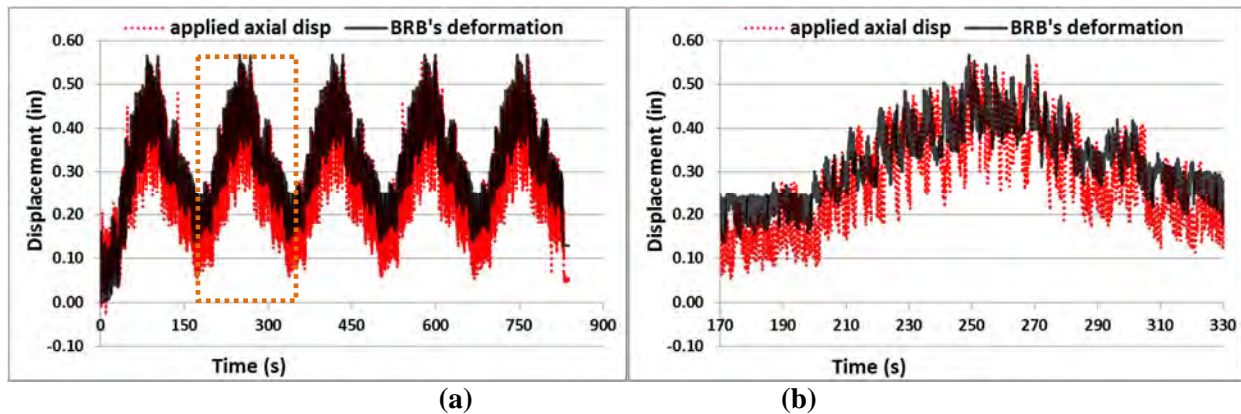 applied axial disp BRB's deformation
0.60
0.50
0.40
0.30
0.20
0.10
0.00
-0.10
Displacement (in)
0 150 300 450 600 750 900
Time (s)
(a)
applied axial disp BRB's deformation
0.60
0.50
0.40
0.30
0.20
0.10
0.00
-0.10
Displacement (in)
170 190 210 230 250 270 290 310 330
Time (s)
(b)